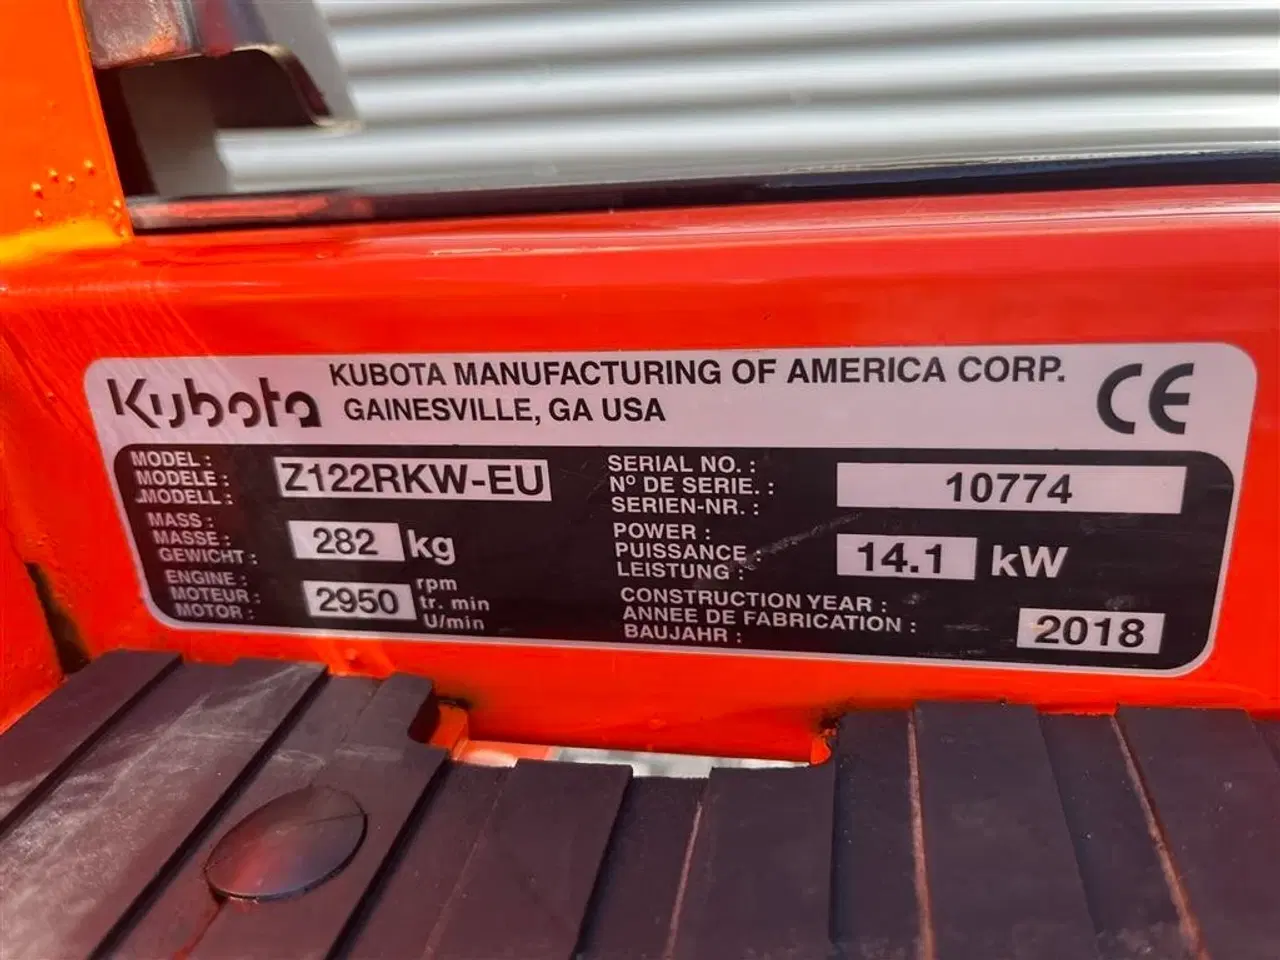 Kubota
KUBOTA MANUFACTURING OF AMERICA CORP.
GAINESVILLE, GA USA
CE
MODEL :
MODELE :
MODELL :
Z122RKW-EU
MASS :
MASSE :
GEWICHT :
282 kg
ENGINE :
MOTEUR :
MOTOR :
2950
rpm
tr. min
U/min
SERIAL NO. :
Nº DE SERIE. :
SERIEN-NR. :
10774
POWER :
PUISSANCE :
LEISTUNG :
14.1 kW
CONSTRUCTION YEAR :
ANNEE DE FABRICATION :
BAUJAHR :
2018